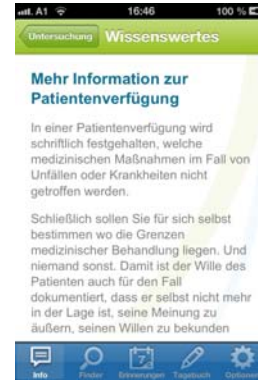 A1 16:46 100 %
Untersuchung Wissenswertes
Mehr Information zur
Patientenverfügung
In einer Patientenverfügung wird
schriftlich festgehalten, welche
medizinischen Maßnahmen im Fall von
Unfällen oder Krankheiten nicht
getroffen werden.
Schließlich sollen Sie für sich selbst
bestimmen wo die Grenzen
medizinischer Behandlung liegen. Und
niemand sonst. Damit ist der Wille des
Patienten auch für den Fall
dokumentiert, dass er selbst nicht mehr
in der Lage ist, seine Meinung zu
äußern, seinen Willen zu bekunden
7
Info Finder Erinnerungen Tagebuch Optionen